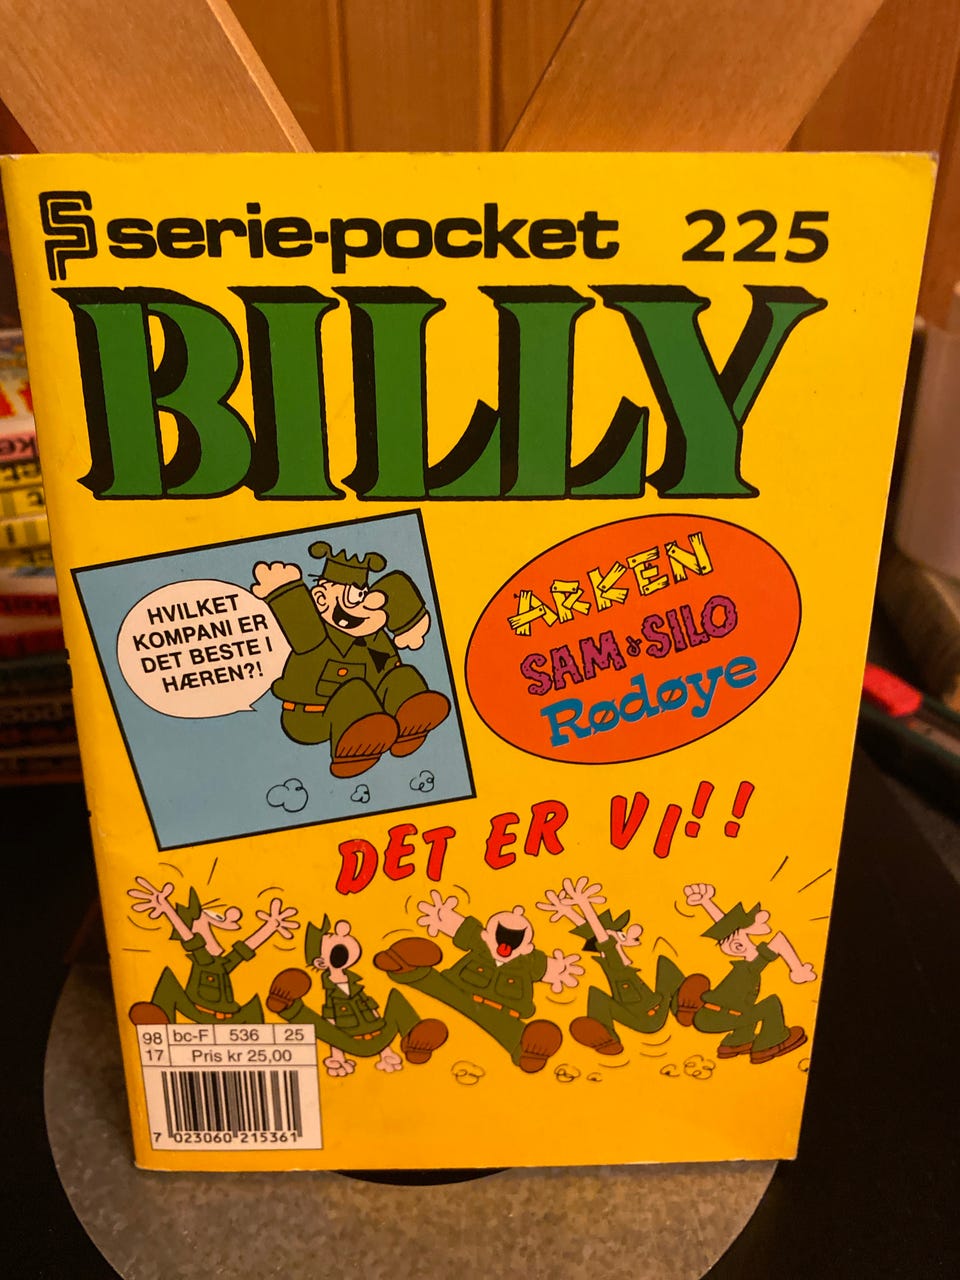 serie-pocket 225
BILLY
HVILKET
KOMPANI ER
DET BESTE I
HÆREN?!
ARKEN
SAM & SILO
Rødøye
DET ER VI!!
98 bc-F 536 25
17 Pris kr 25,00
7 023060 215361